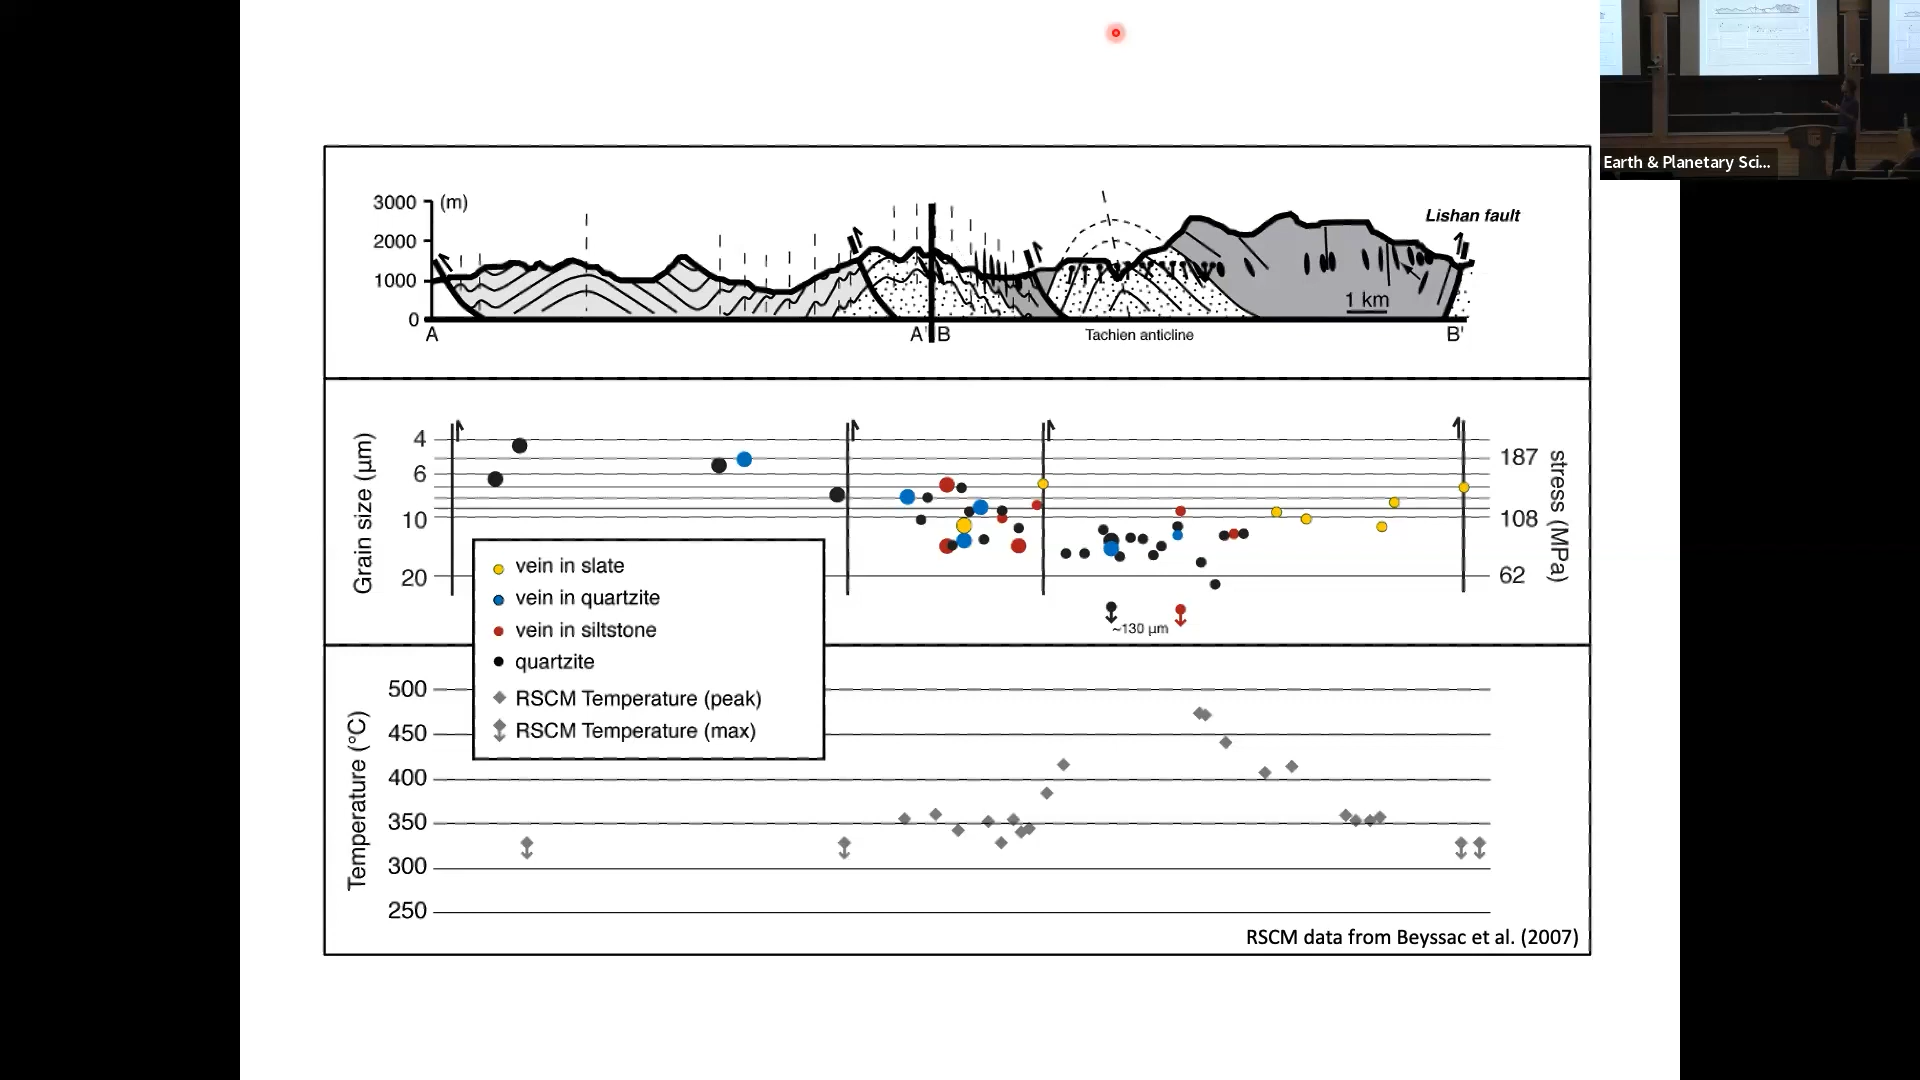 Earth & Planetary Sci...
3000 (m)
2000
1000
0
Lishan fault
1 km
A
A' B
Tachien anticline
B'
Grain size (µm)
4
6
10
20
187
108
62
stress (MPa)
~130 µm
vein in slate
vein in quartzite
vein in siltstone
quartzite
RSCM Temperature (peak)
RSCM Temperature (max)
Temperature (°C)
500
450
400
350
300
250
RSCM data from Beyssac et al. (2007)